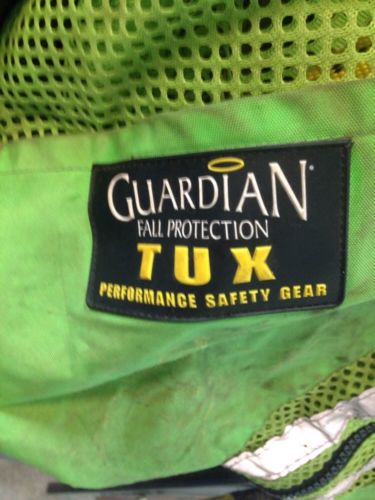 GUARDIAN®
FALL PROTECTION
TUX
PERFORMANCE SAFETY GEAR